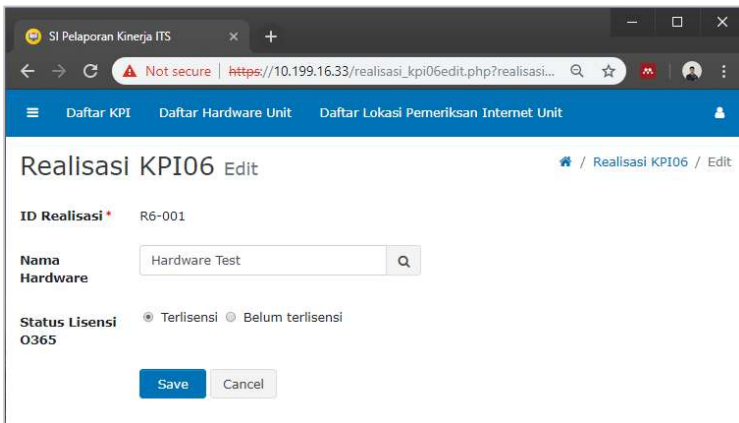 SI Pelaporan Kinerja ITS
Not secure | https://10.199.16.33/realisasi_kpi06edit.php?realisasi...
Daftar KPI Daftar Hardware Unit Daftar Lokasi Pemeriksan Internet Unit
Realisasi KPI06 Edit
/ Realisasi KPI06 / Edit
ID Realisasi * R6-001
Nama
Hardware
Hardware Test
Status Lisensi
O365
Terlisensi Belum terlisensi
Save Cancel